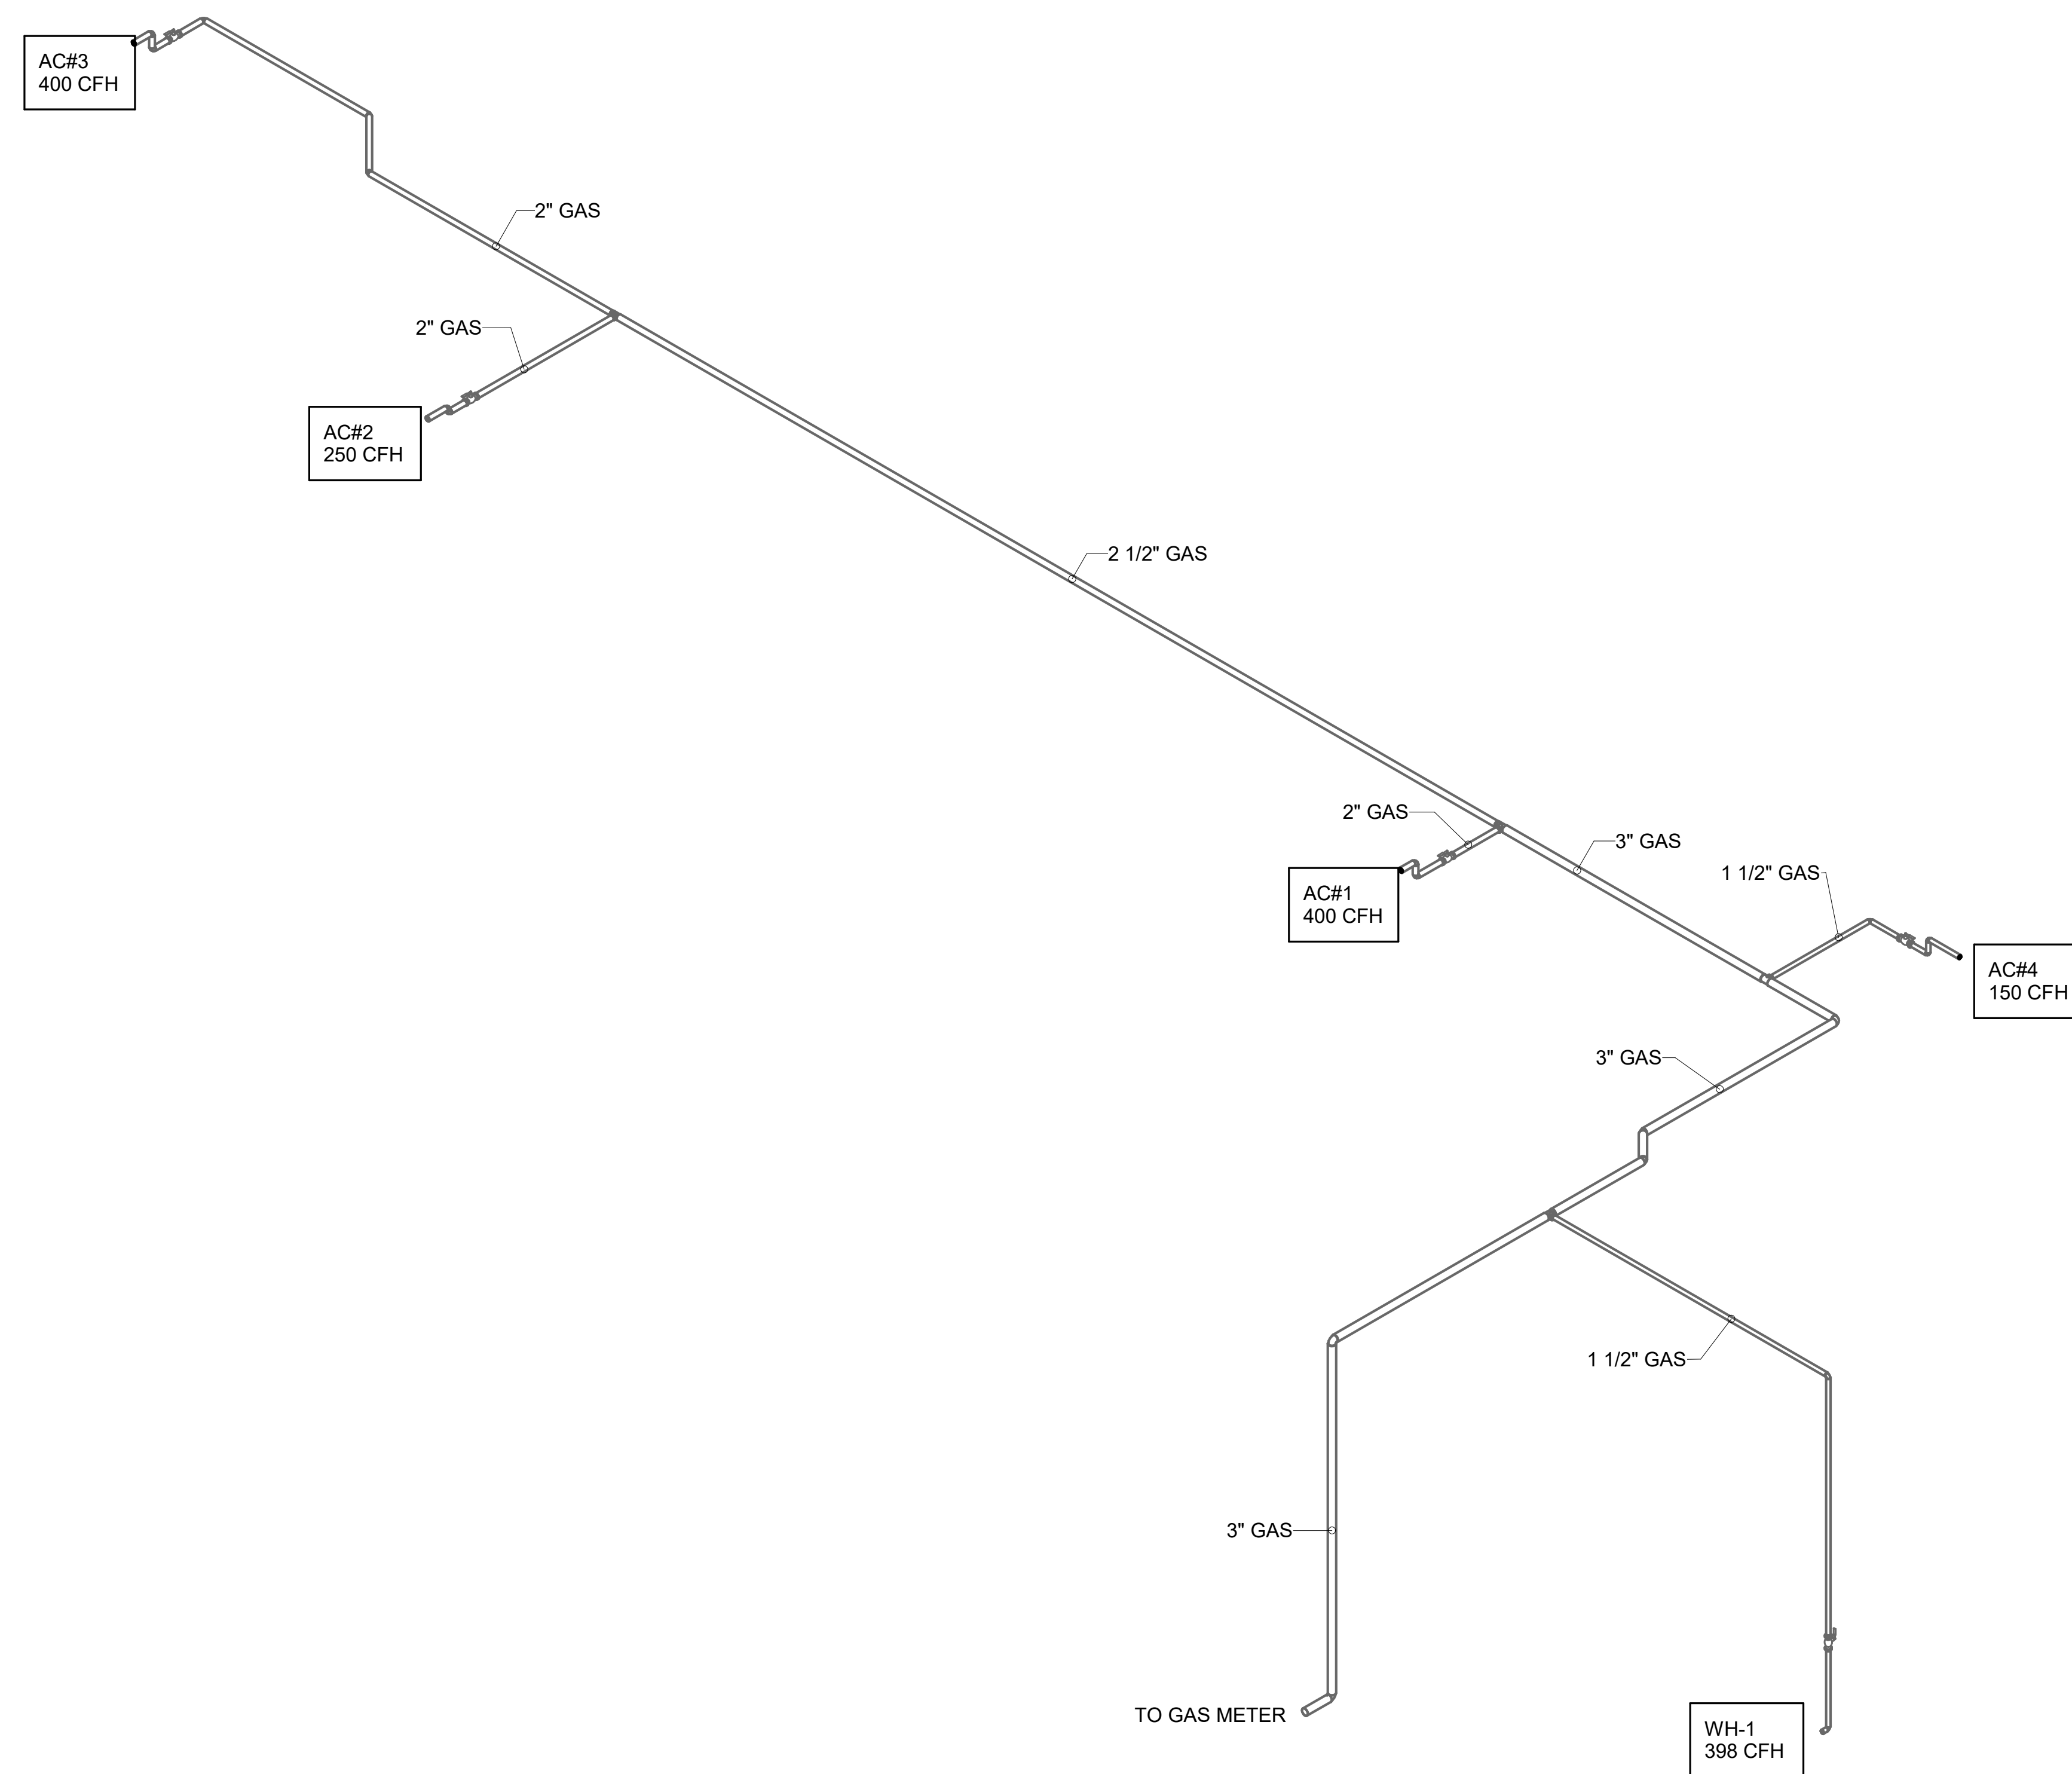 AC#3
400 CFH
2" GAS
2" GAS
AC#2
250 CFH
2 1/2" GAS
2" GAS
3" GAS
1 1/2" GAS
AC#1
400 CFH
AC#4
150 CFH
3" GAS
1 1/2" GAS
3" GAS
TO GAS METER
WH-1
398 CFH